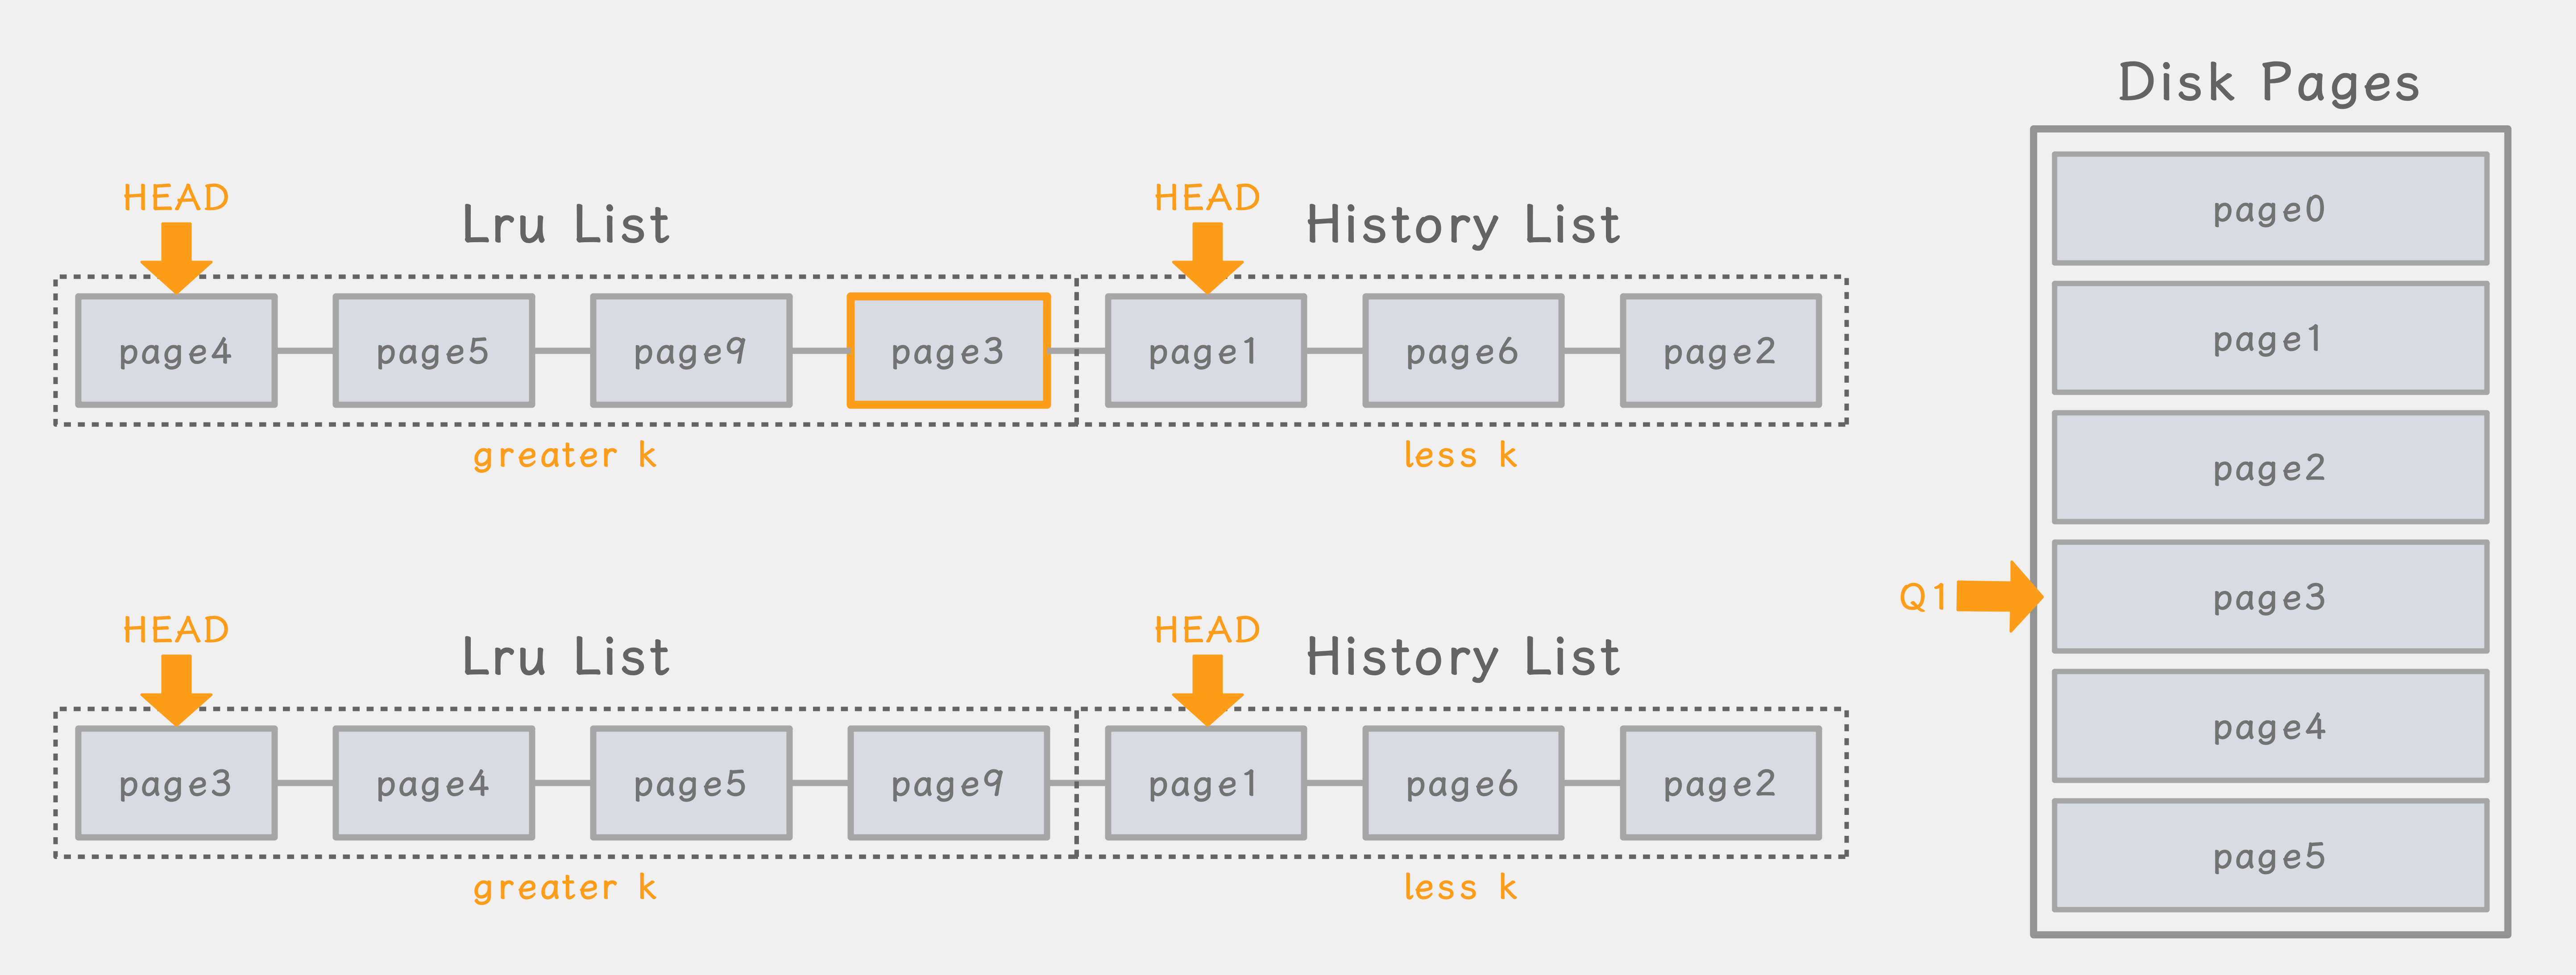 Disk Pages
HEAD
Lru List
HEAD
History List
page4
page5
page9
page3
page1
page6
page2
greater k
less k
HEAD
Lru List
HEAD
History List
page3
page4
page5
page9
page1
page6
page2
greater k
less k
page0
page1
page2
Q1
page3
page4
page5